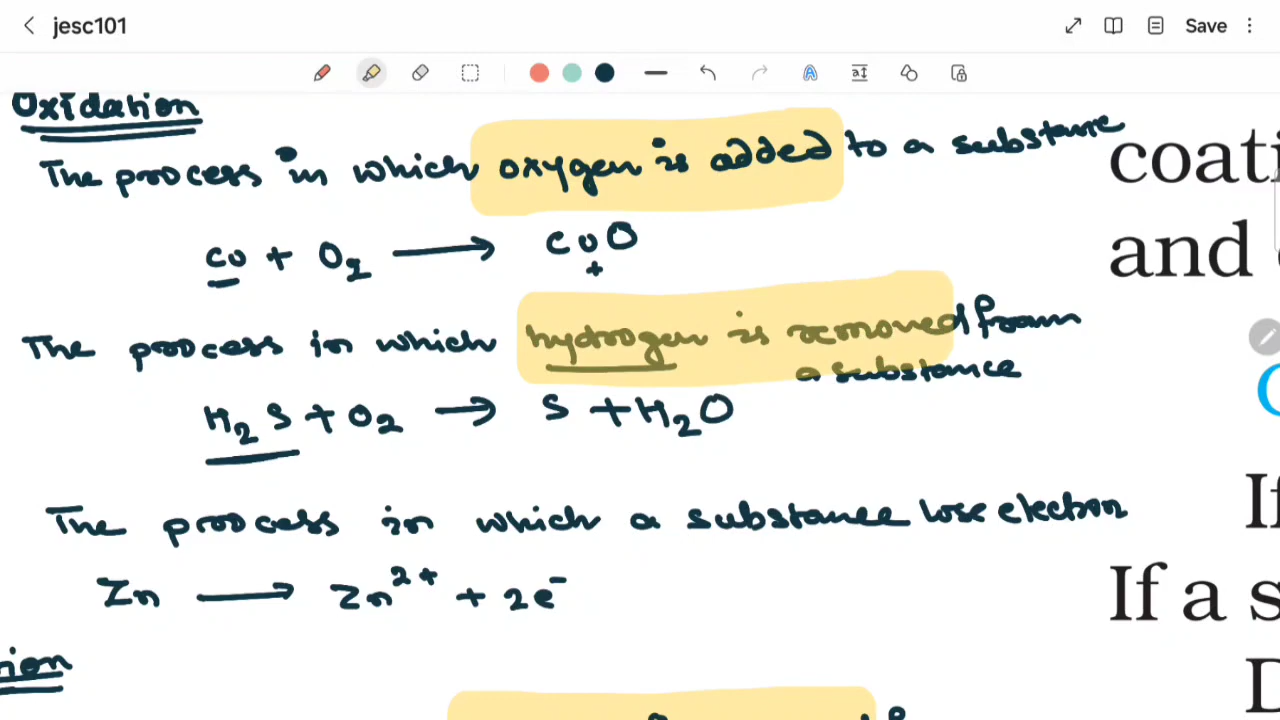 jesc101
Save
Oxidation
The process in which oxygen is added to a substance
Cu + O2 → CuO
+
The process in which hydrogen is removed from
a substance
H2S + O2 → S + H2O
The process in which a substance lose electron
Zn → Zn2+ + 2e-
tion
coati
and
If
If a s
D